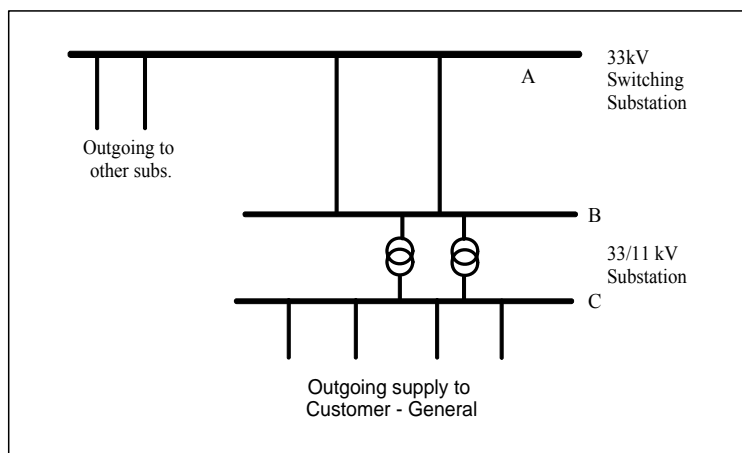 A
33kV
Switching
Substation
Outgoing to
other subs.
B
33/11 kV
Substation
C
Outgoing supply to
Customer - General